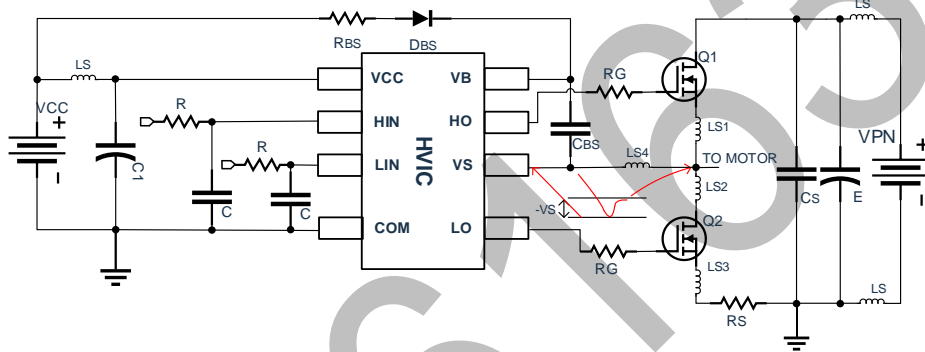 LS
RBS
DBS
Q1
LS
VCC
VB
RG
VCC
+
R
HIN
HO
LS1
VPN
+
HVIC
CBS
LS4
TO MOTOR
R
LIN
VS
LS2
C1
-VS
Q2
CS
E
C
C
COM
LO
RG
LS3
LS
RS